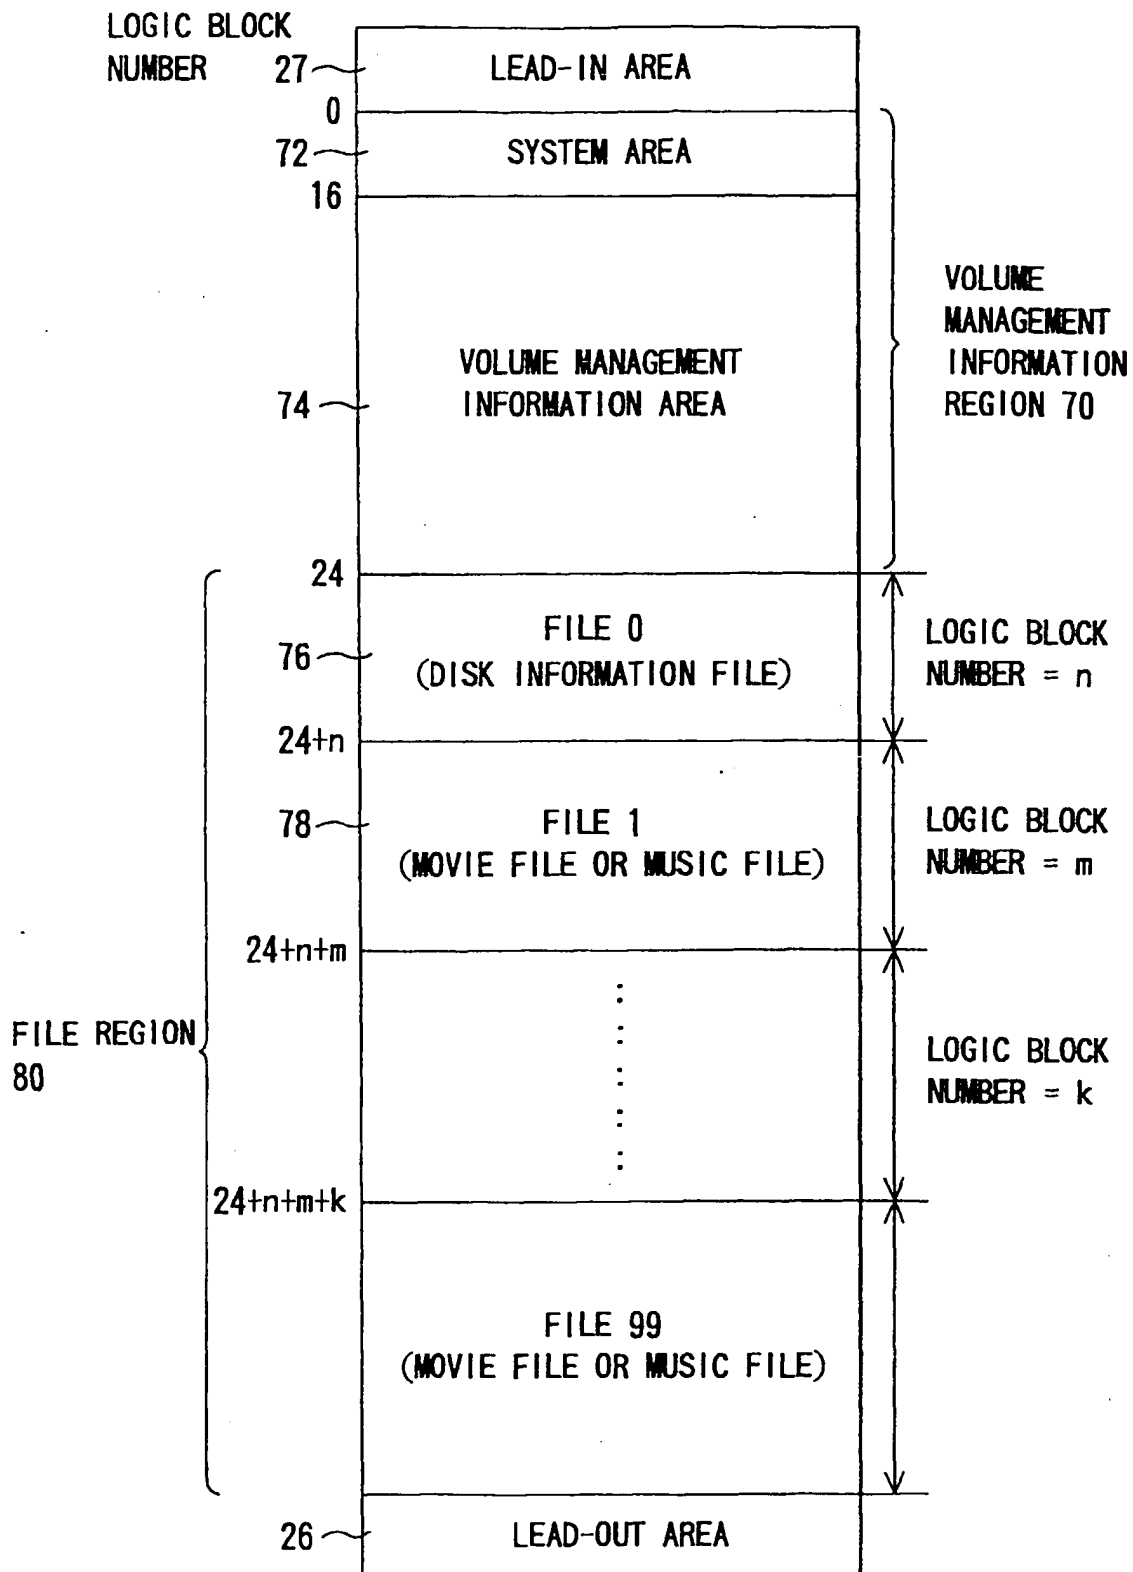 LOGIC BLOCK
NUMBER
27
LEAD-IN AREA
0
72
SYSTEM AREA
16
VOLUME
MANAGEMENT
INFORMATION
REGION 70
VOLUME MANAGEMENT
INFORMATION AREA
74
24
FILE 0
(DISK INFORMATION FILE)
76
LOGIC BLOCK
NUMBER = n
24+n
78
FILE 1
(MOVIE FILE OR MUSIC FILE)
LOGIC BLOCK
NUMBER = m
24+n+m
FILE REGION
80
LOGIC BLOCK
NUMBER = k
24+n+m+k
FILE 99
(MOVIE FILE OR MUSIC FILE)
26
LEAD-OUT AREA